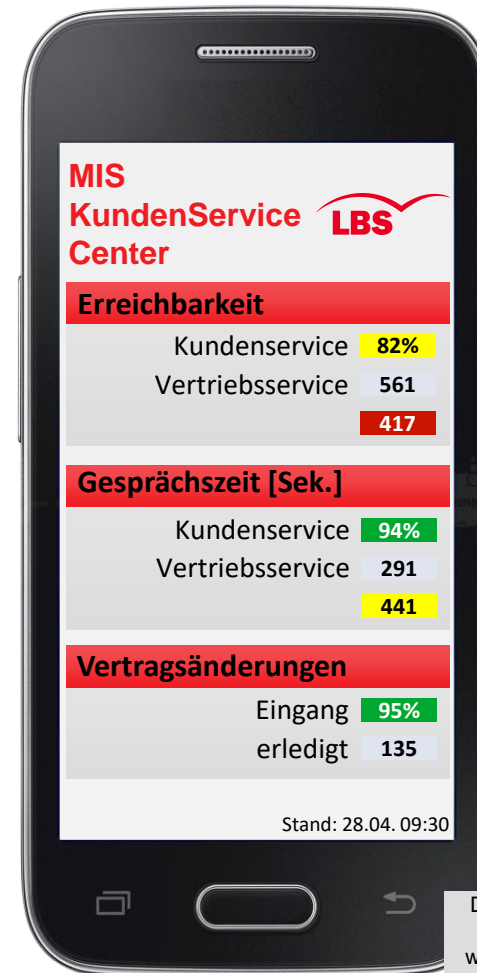 MIS
KundenService
Center
LBS
Erreichbarkeit
Kundenservice 82%
Vertriebsservice 561
417
Gesprächszeit [Sek.]
Kundenservice 94%
Vertriebsservice 291
441
Vertragsänderungen
Eingang 95%
erledigt 135
Stand: 28.04. 09:30